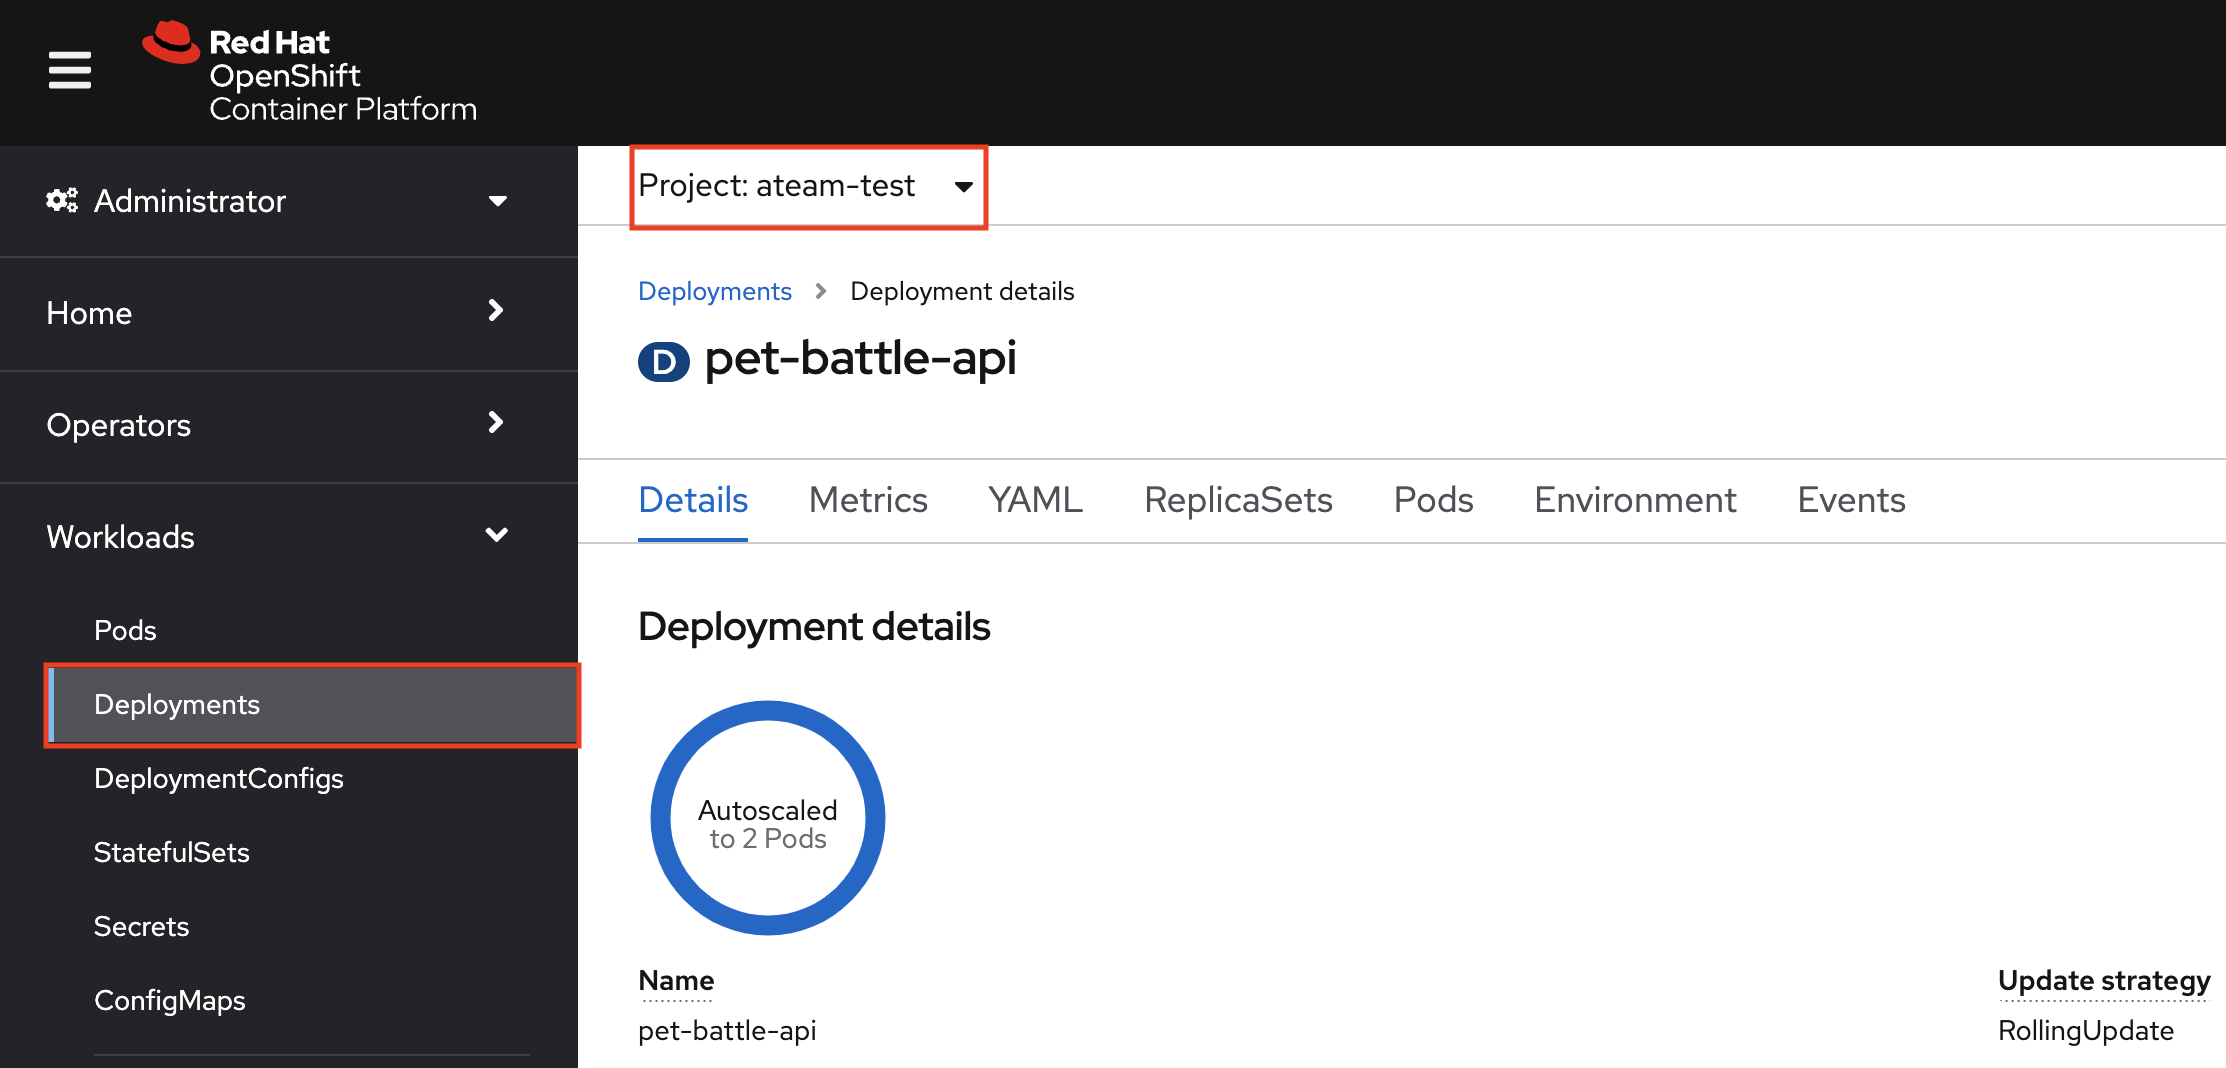 Red Hat
OpenShift
Container Platform
Administrator
Home
Operators
Workloads
Pods
Deployments
DeploymentConfigs
StatefulSets
Secrets
ConfigMaps
Project: ateam-test
Deployments > Deployment details
D pet-battle-api
Details Metrics YAML ReplicaSets Pods Environment Events
Deployment details
Autoscaled
to 2 Pods
Name
pet-battle-api
Update strategy
RollingUpdate